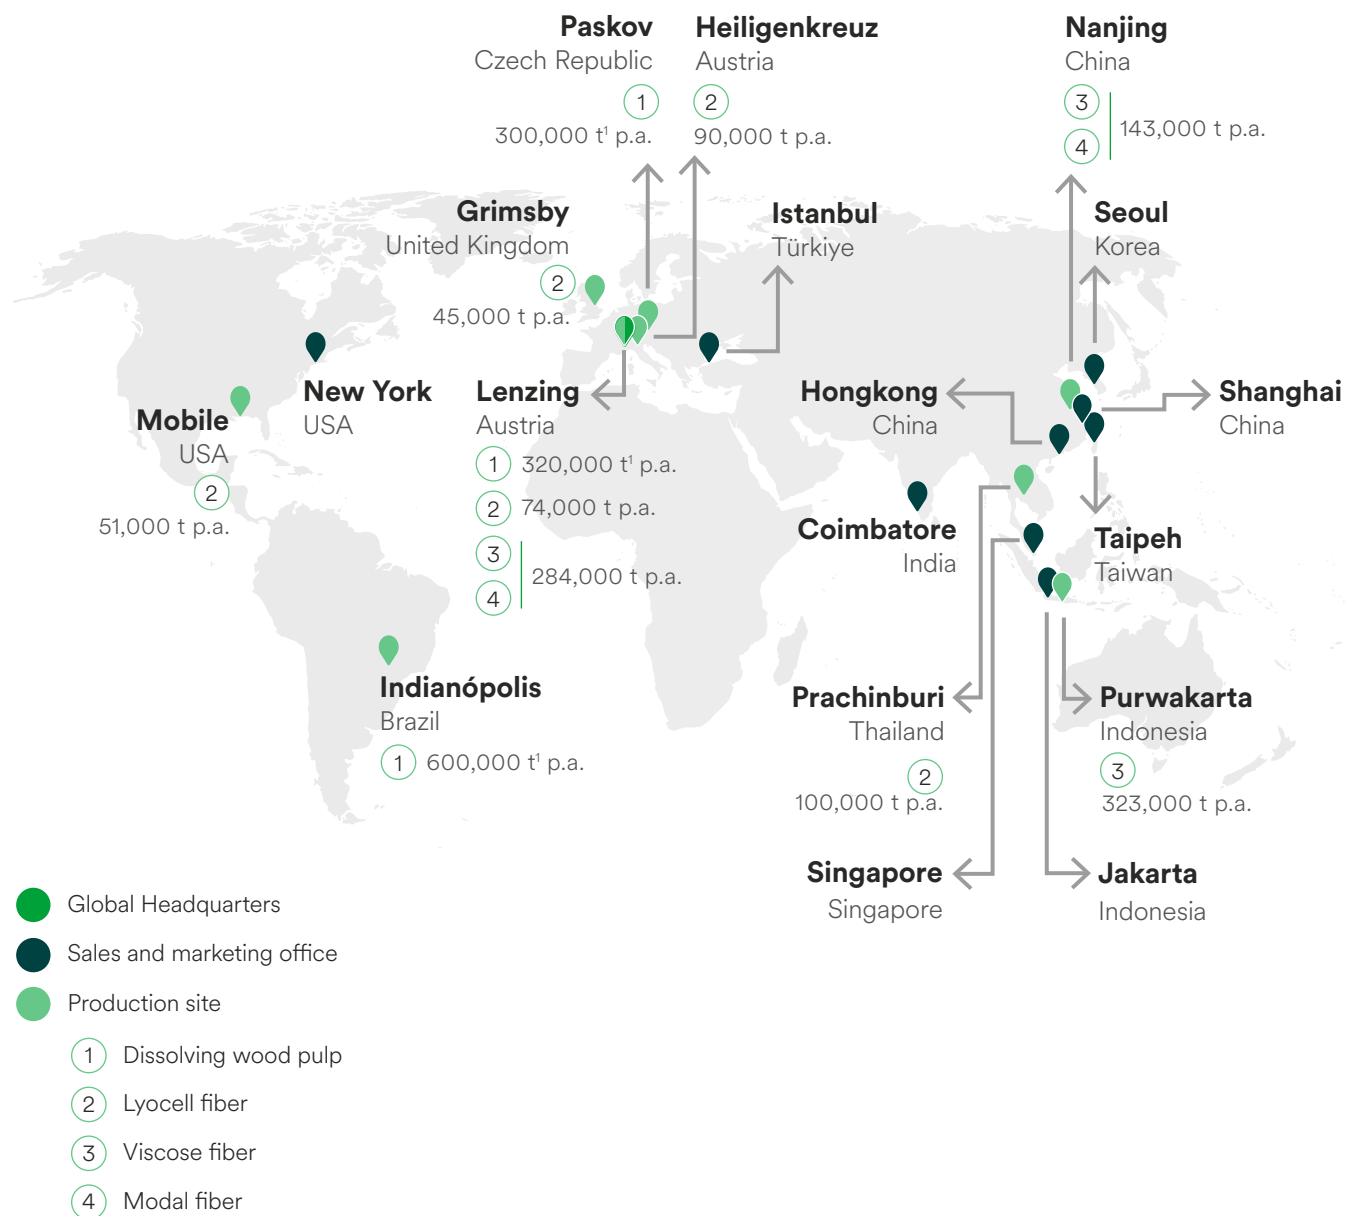 Paskov
Czech Republic
1
300,000 t¹ p.a.
Heiligenkreuz
Austria
2
90,000 t p.a.
Nanjing
China
3
4
143,000 t p.a.
Grimsby
United Kingdom
2
45,000 t p.a.
Istanbul
Türkiye
Seoul
Korea
New York
USA
Mobile
USA
2
51,000 t p.a.
Lenzing
Austria
1 320,000 t¹ p.a.
2 74,000 t p.a.
3
4
284,000 t p.a.
Hongkong
China
Shanghai
China
Coimbatore
India
Taipeh
Taiwan
Indianópolis
Brazil
1 600,000 t¹ p.a.
Prachinburi
Thailand
2
100,000 t p.a.
Purwakarta
Indonesia
3
323,000 t p.a.
Singapore
Singapore
Jakarta
Indonesia
Global Headquarters
Sales and marketing office
Production site
1 Dissolving wood pulp
2 Lyocell fiber
3 Viscose fiber
4 Modal fiber